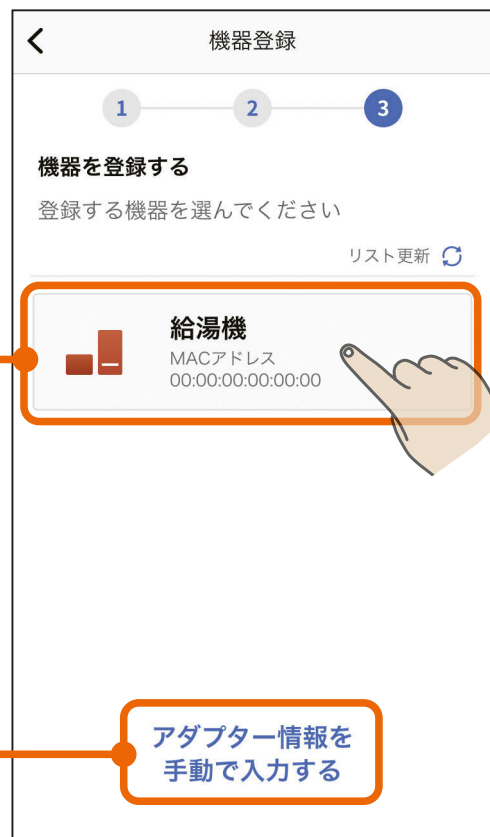 機器登録
1 2 3
機器を登録する
登録する機器を選んでください
リスト更新
給湯機
MACアドレス
00:00:00:00:00:00
アダプター情報を
手動で入力する